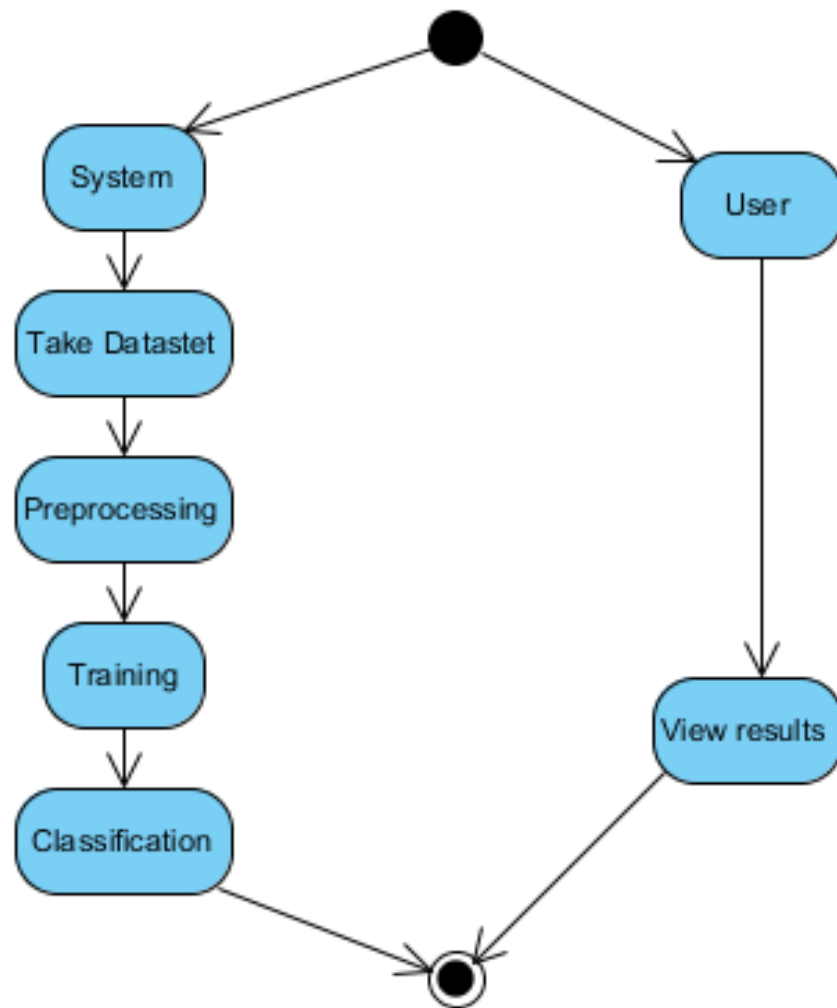 System
User
Take Datastet
Preprocessing
Training
View results
Classification